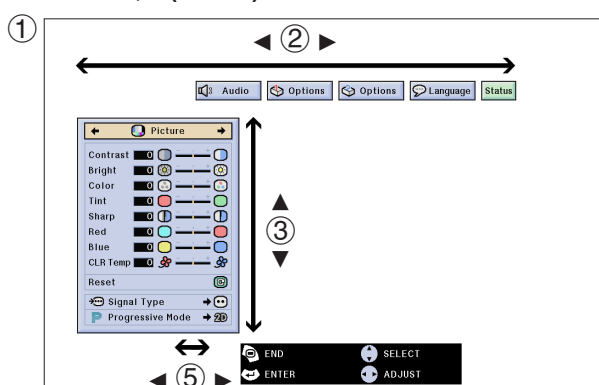 ① ◄ ② ►
Audio Options Options Language Status
Picture
Contrast 0
Bright 0
Color 0
Tint 0
Sharp 0
Red 0
Blue 0
CLR Temp 0
Reset
Signal Type
P Progressive Mode 2D
▲
③
▼
◄ ⑤ ►
END SELECT
ENTER ADJUST